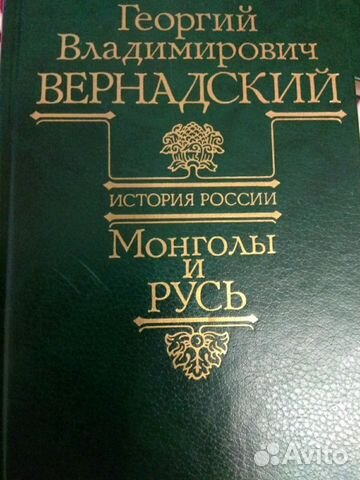 Георгий
Владимирович
ВЕРНАДСКИЙ
ИСТОРИЯ РОССИИ
Монголы
и
РУСЬ
Avito